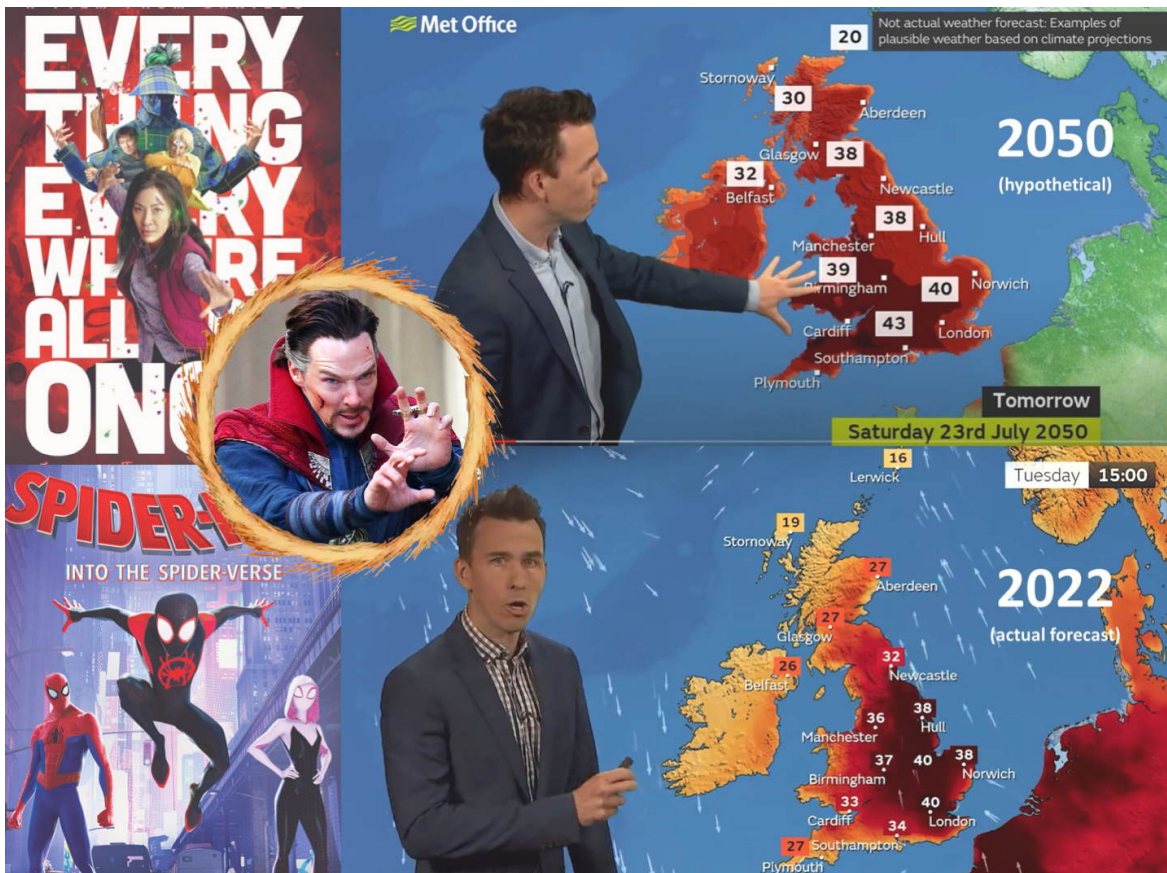 EVERY
THING
EVERY
WHERE
ALL
ONC
SPIDER-
INTO THE SPIDER-VERSE
Met Office
Not actual weather forecast: Examples of
plausible weather based on climate projections
20
Stornoway
30
Aberdeen
2050
(hypothetical)
Glasgow
38
32
Belfast
Newcastle
38
Hull
Manchester
39
Birmingham
Norwich
40
Cardiff
43
London
Southampton
Plymouth
Tomorrow
Saturday 23rd July 2050
16
Lerwick
Tuesday 15:00
19
Stornoway
27
Aberdeen
2022
(actual forecast)
27
Glasgow
26
Belfast
32
Newcastle
38
Hull
36
Manchester
37
Birmingham
40
38
Norwich
33
Cardiff
40
London
34
Southampton
27
Plymouth